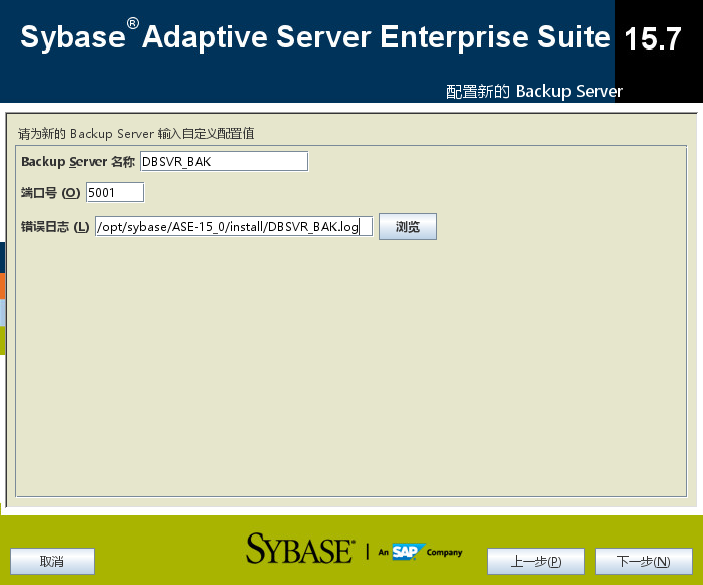 Sybase® Adaptive Server Enterprise Suite 15.7
配置新的 Backup Server
请为新的 Backup Server 输入自定义配置值
Backup Server 名称 DBSVR_BAK
端口号 (O) 5001
错误日志 (L) /opt/sybase/ASE-15_0/install/DBSVR_BAK.log 浏览
SYBASE™ | An SAP Company
取消 上一步(P) 下一步(N)